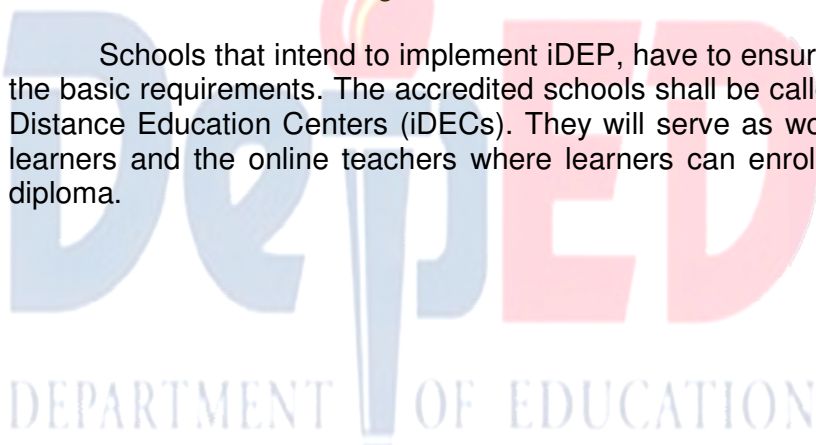 Schools that intend to implement iDEP, have to ensur
the basic requirements. The accredited schools shall be calle
Distance Education Centers (iDECs). They will serve as wo
learners and the online teachers where learners can enrol
diploma.
DepED
DEPARTMENT OF EDUCATION